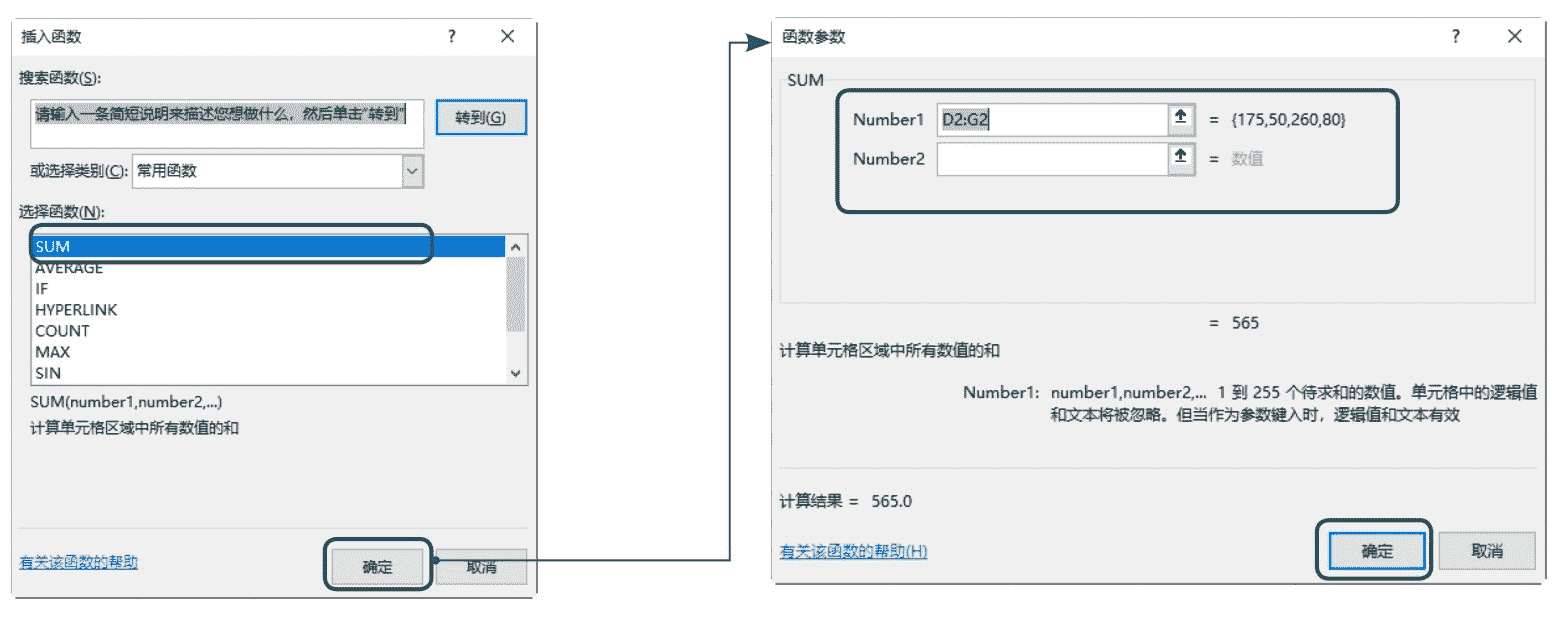 插入函数
?
搜索函数(S):
请输入一条简短说明来描述您想做什么，然后单击“转到”
转到(G)
或选择类别(C):
常用函数
选择函数(N):
SUM
AVERAGE
IF
HYPERLINK
COUNT
MAX
SIN
SUM(number1,number2,...)
计算单元格区域中所有数值的和
有关该函数的帮助
确定
取消
函数参数
?
SUM
Number1 D2:G2 = {175,50,260,80}
Number2 = 数值
= 565
计算单元格区域中所有数值的和
Number1: number1,number2,... 1 到 255 个待求和的数值。单元格中的逻辑值
和文本将被忽略。但当作为参数键入时，逻辑值和文本有效
计算结果 = 565.0
有关该函数的帮助(H)
确定
取消